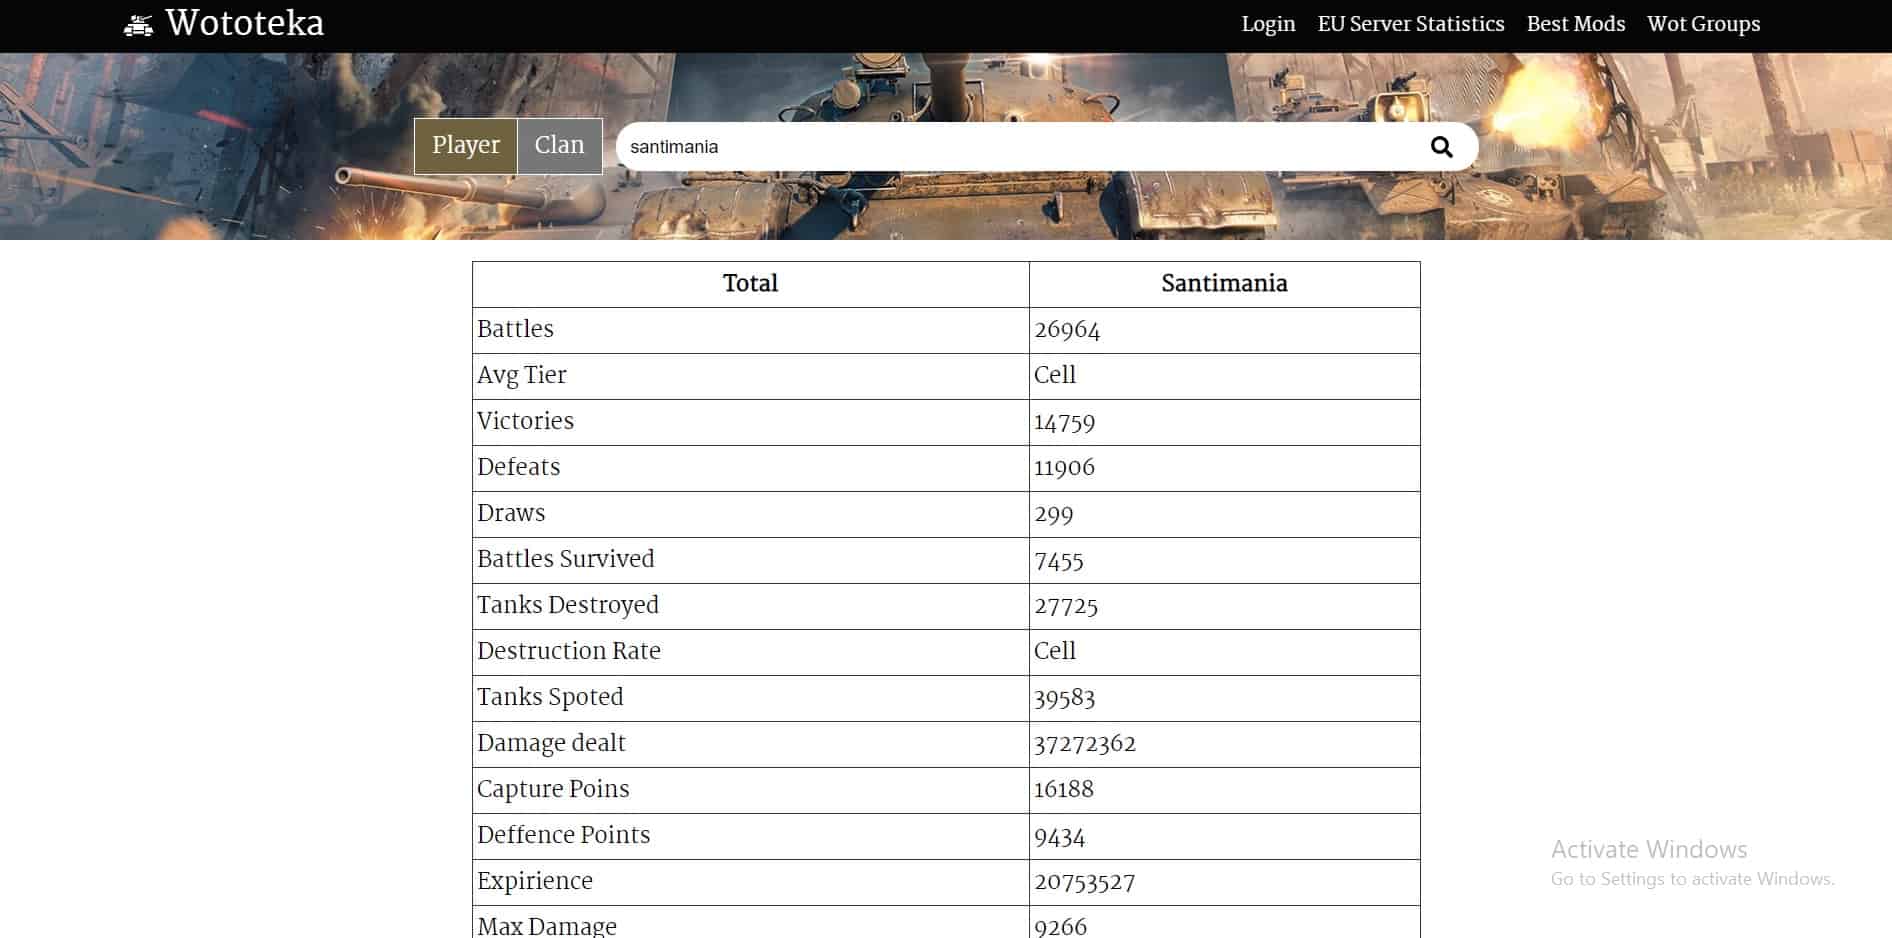 Wototeka
Login EU Server Statistics Best Mods Wot Groups
Player Clan santimania
Total Santimania
Battles 26964
Avg Tier Cell
Victories 14759
Defeats 11906
Draws 299
Battles Survived 7455
Tanks Destroyed 27725
Destruction Rate Cell
Tanks Spoted 39583
Damage dealt 37272362
Capture Poins 16188
Deffence Points 9434
Expirience 20753527
Max Damage 9266
Activate Windows
Go to Settings to activate Windows.